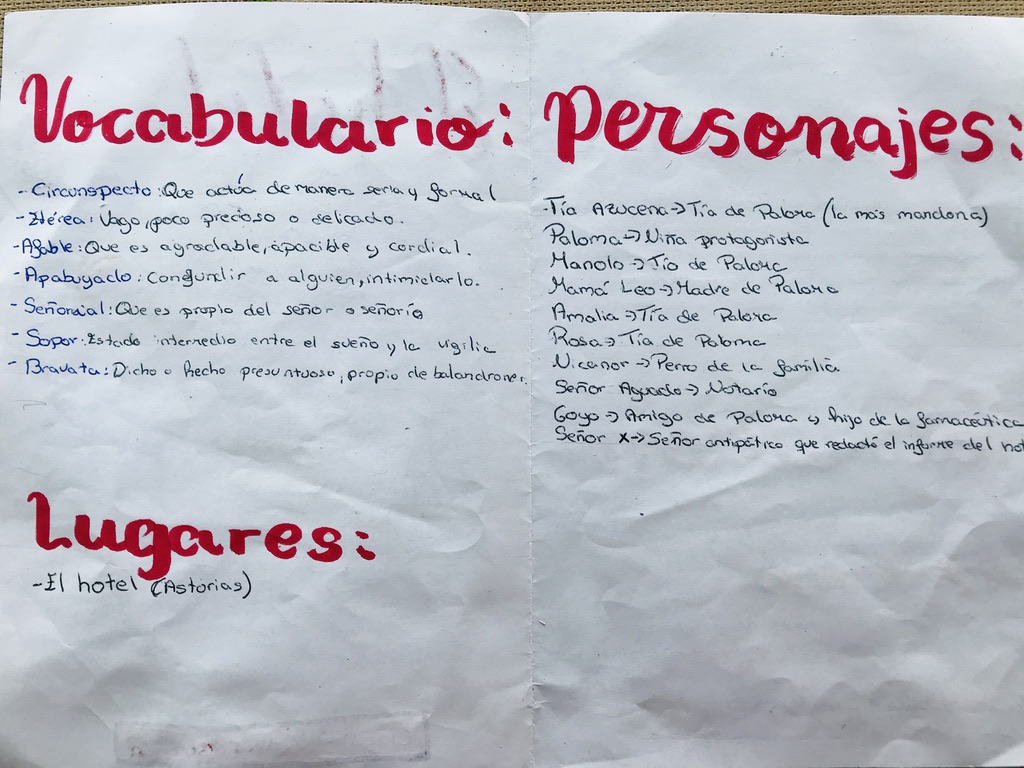 Vocabulario:
- Circunspecto: Que actúa de manera seria y formal
- Etérea: Vago, poco precioso o delicado.
- Afable: Que es agradable, apacible y cordial.
- Apabuyado: Confundir a alguien, intimidarlo.
- Señorial: Que es propio del señor o señorío
- Sopor: Estado intermedio entre el sueño y la vigilia
- Bravata: Dicho o hecho presuntuoso, propio de balandrones.
Lugares:
- El hotel (Astorias)
Personajes:
- Tía Azucena → Tía de Paloma (la más mandona)
Paloma → Niña protagonista
Manolo → Tío de Paloma
Mamá Leo → Madre de Paloma
Amalia → Tía de Paloma
Rosa → Tía de Paloma
Nicanor → Perro de la familia
Señor Aguado → Notario
Goyo → Amigo de Paloma y hijo de la farmacéutica
Señor X → Señor antipático que redactó el informe del hot